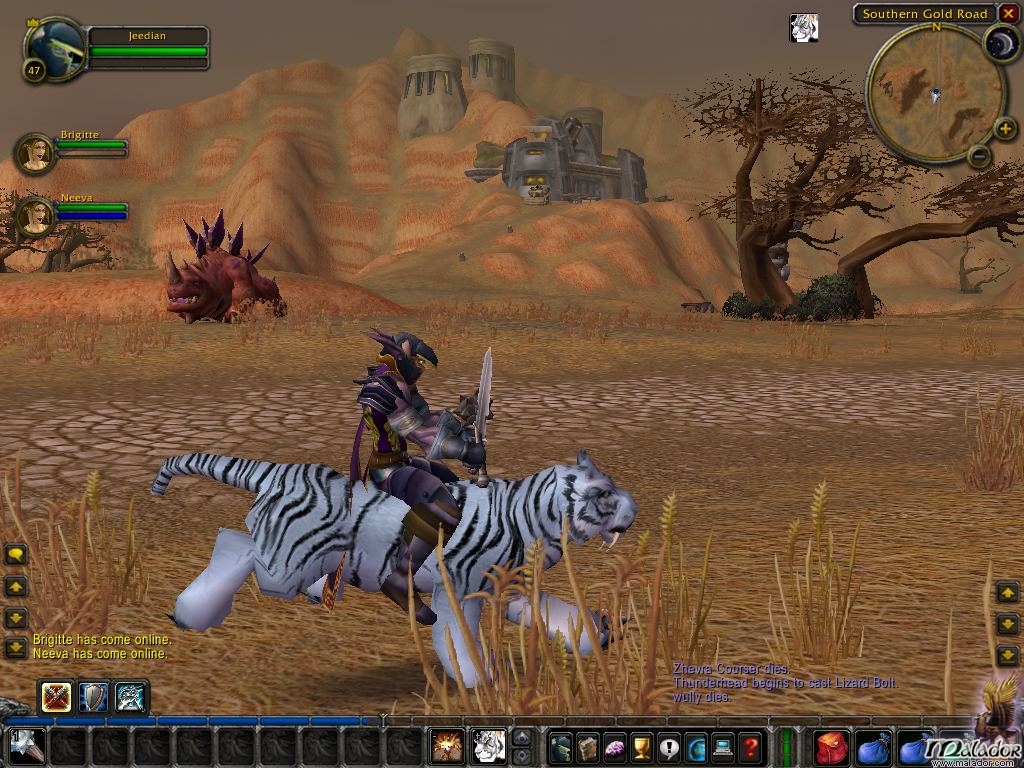 Jeedian
47
Brigitte
Neeva
Southern Gold Road
N
Brigitte has come online.
Neeva has come online.
Zhevra Courser dies.
Thunderhead begins to cast Lizard Bolt.
wully dies.
1
Malador
www.malador.com